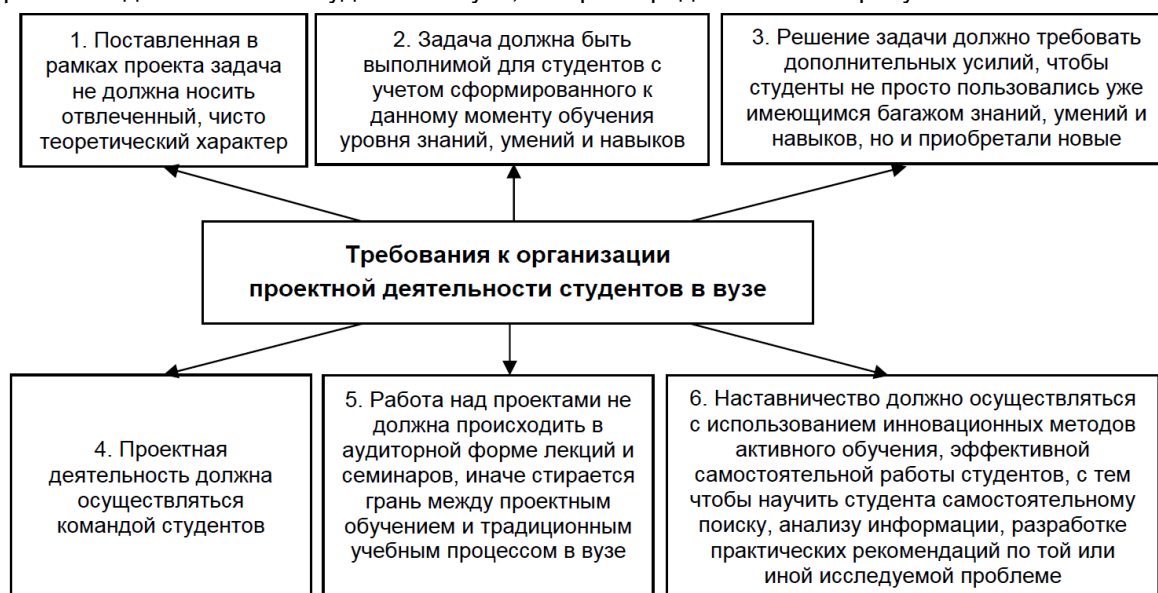 1. Поставленная в
рамках проекта задача
не должна носить
отвлеченный, чисто
теоретический характер
2. Задача должна быть
выполнимой для студентов с
учетом сформированного к
данному моменту обучения
уровня знаний, умений и навыков
3. Решение задачи должно требовать
дополнительных усилий, чтобы
студенты не просто пользовались уже
имеющимся багажом знаний, умений и
навыков, но и приобретали новые
Требования к организации
проектной деятельности студентов в вузе
4. Проектная
деятельность должна
осуществляться
командой студентов
5. Работа над проектами не
должна происходить в
аудиторной форме лекций и
семинаров, иначе стирается
грань между проектным
обучением и традиционным
учебным процессом в вузе
6. Наставничество должно осуществляться
с использованием инновационных методов
активного обучения, эффективной
самостоятельной работы студентов, с тем
чтобы научить студента самостоятельному
поиску, анализу информации, разработке
практических рекомендаций по той или
иной исследуемой проблеме